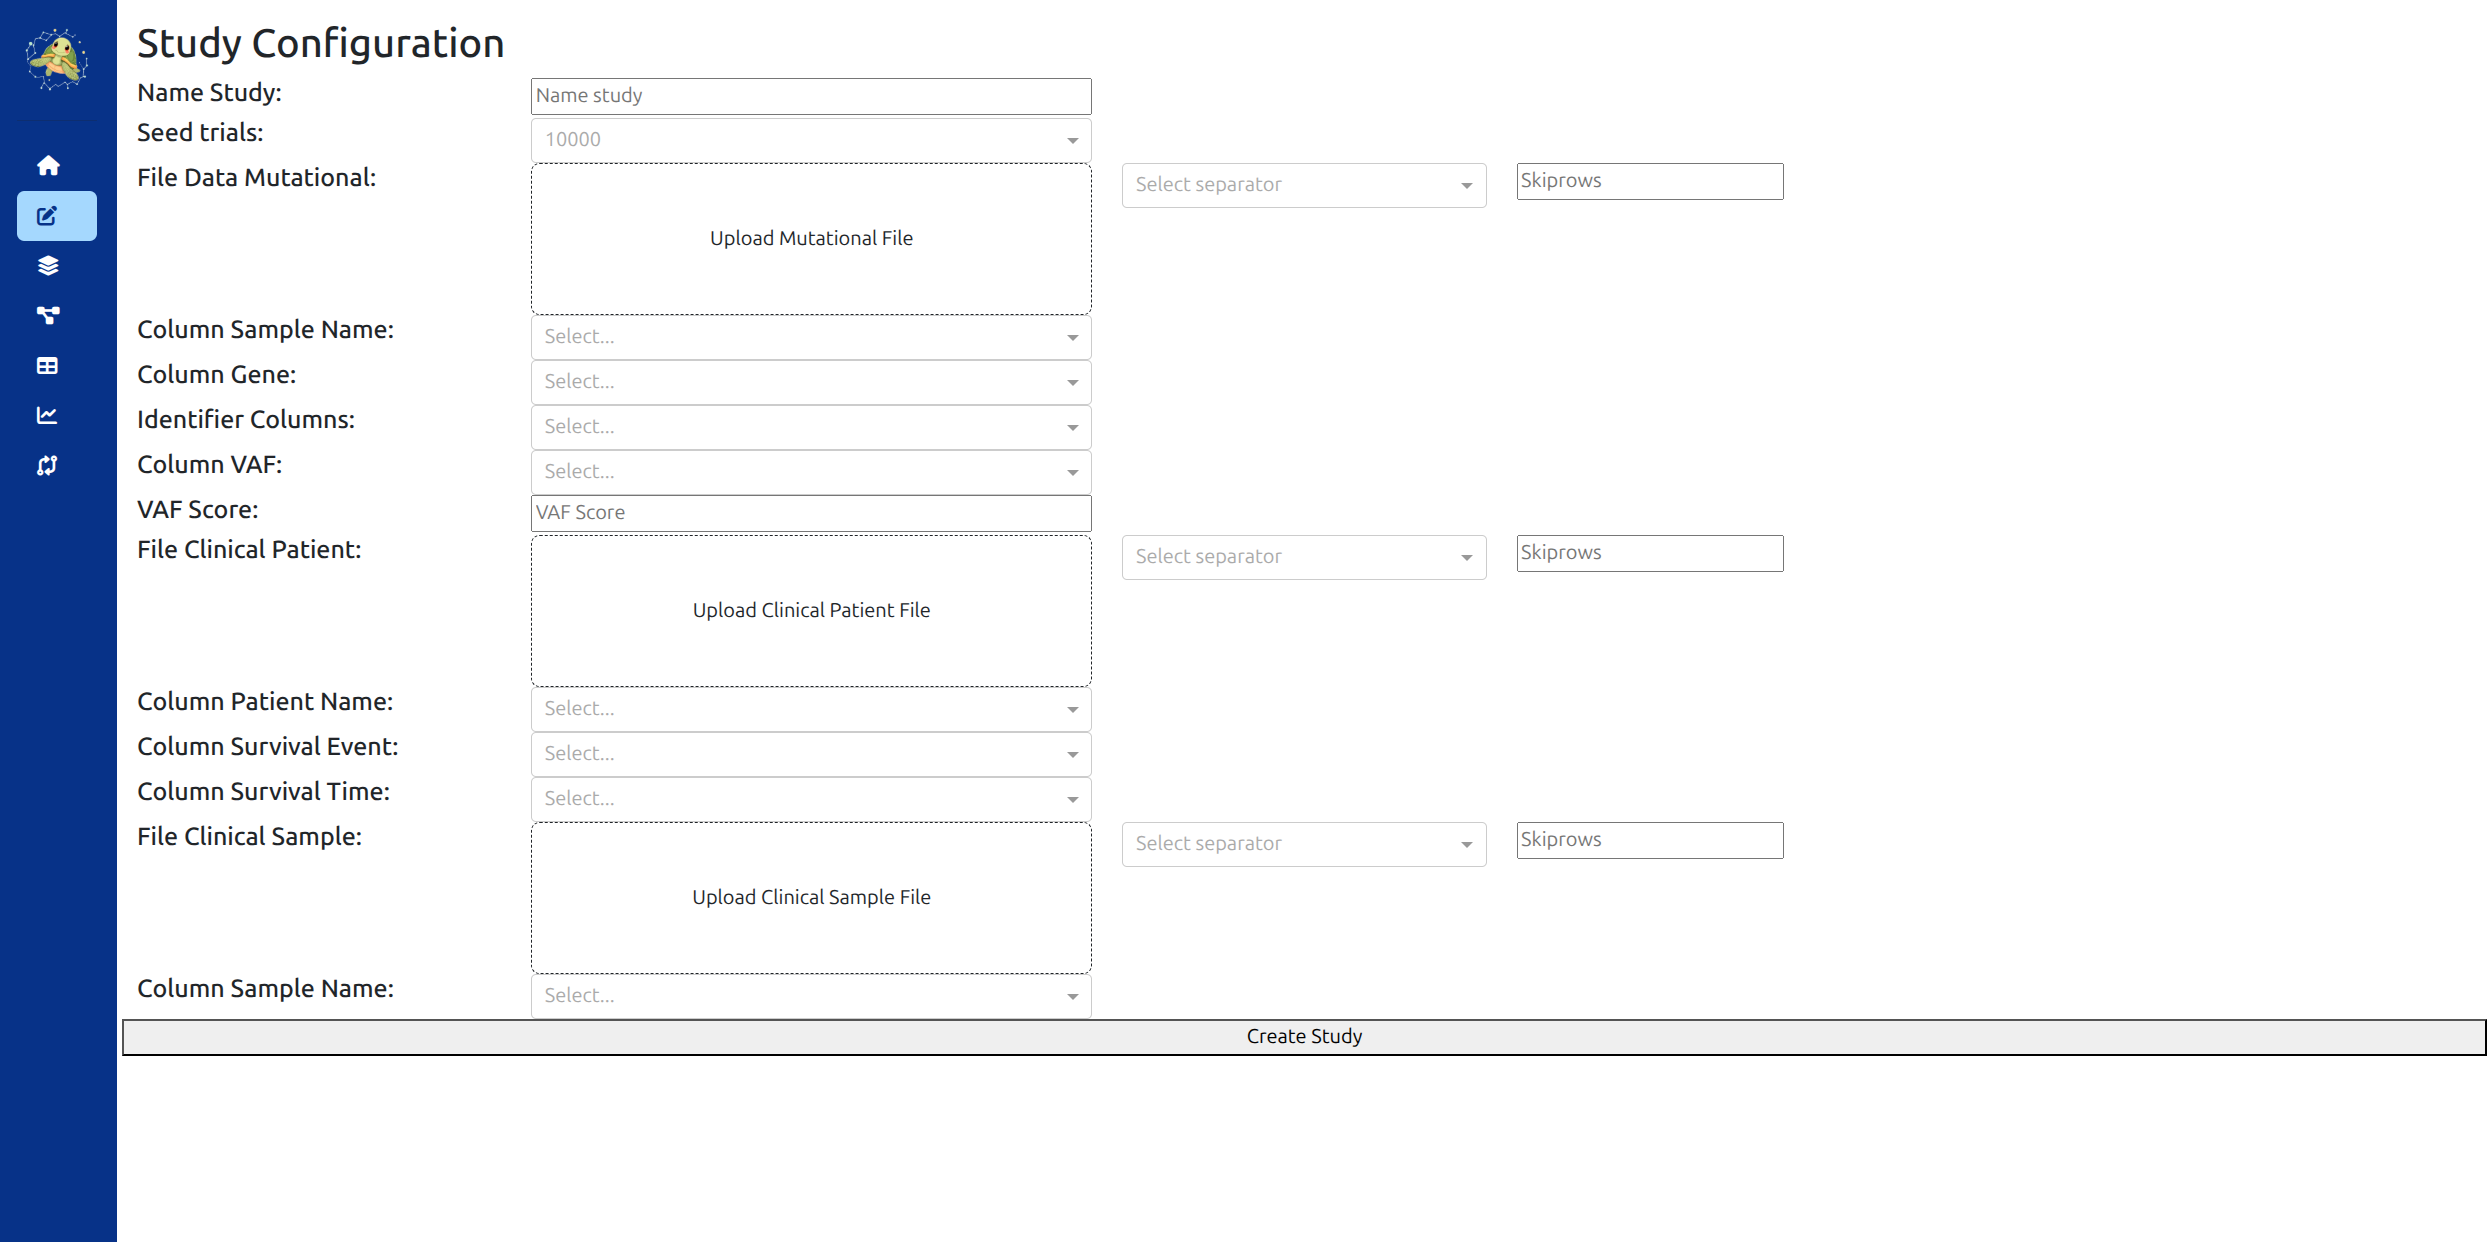 Study Configuration
Name Study:
Name study
Seed trials:
10000
File Data Mutational:
Upload Mutational File
Select separator
Skiprows
Column Sample Name:
Select...
Column Gene:
Select...
Identifier Columns:
Select...
Column VAF:
Select...
VAF Score:
VAF Score
File Clinical Patient:
Upload Clinical Patient File
Select separator
Skiprows
Column Patient Name:
Select...
Column Survival Event:
Select...
Column Survival Time:
Select...
File Clinical Sample:
Upload Clinical Sample File
Select separator
Skiprows
Column Sample Name:
Select...
Create Study